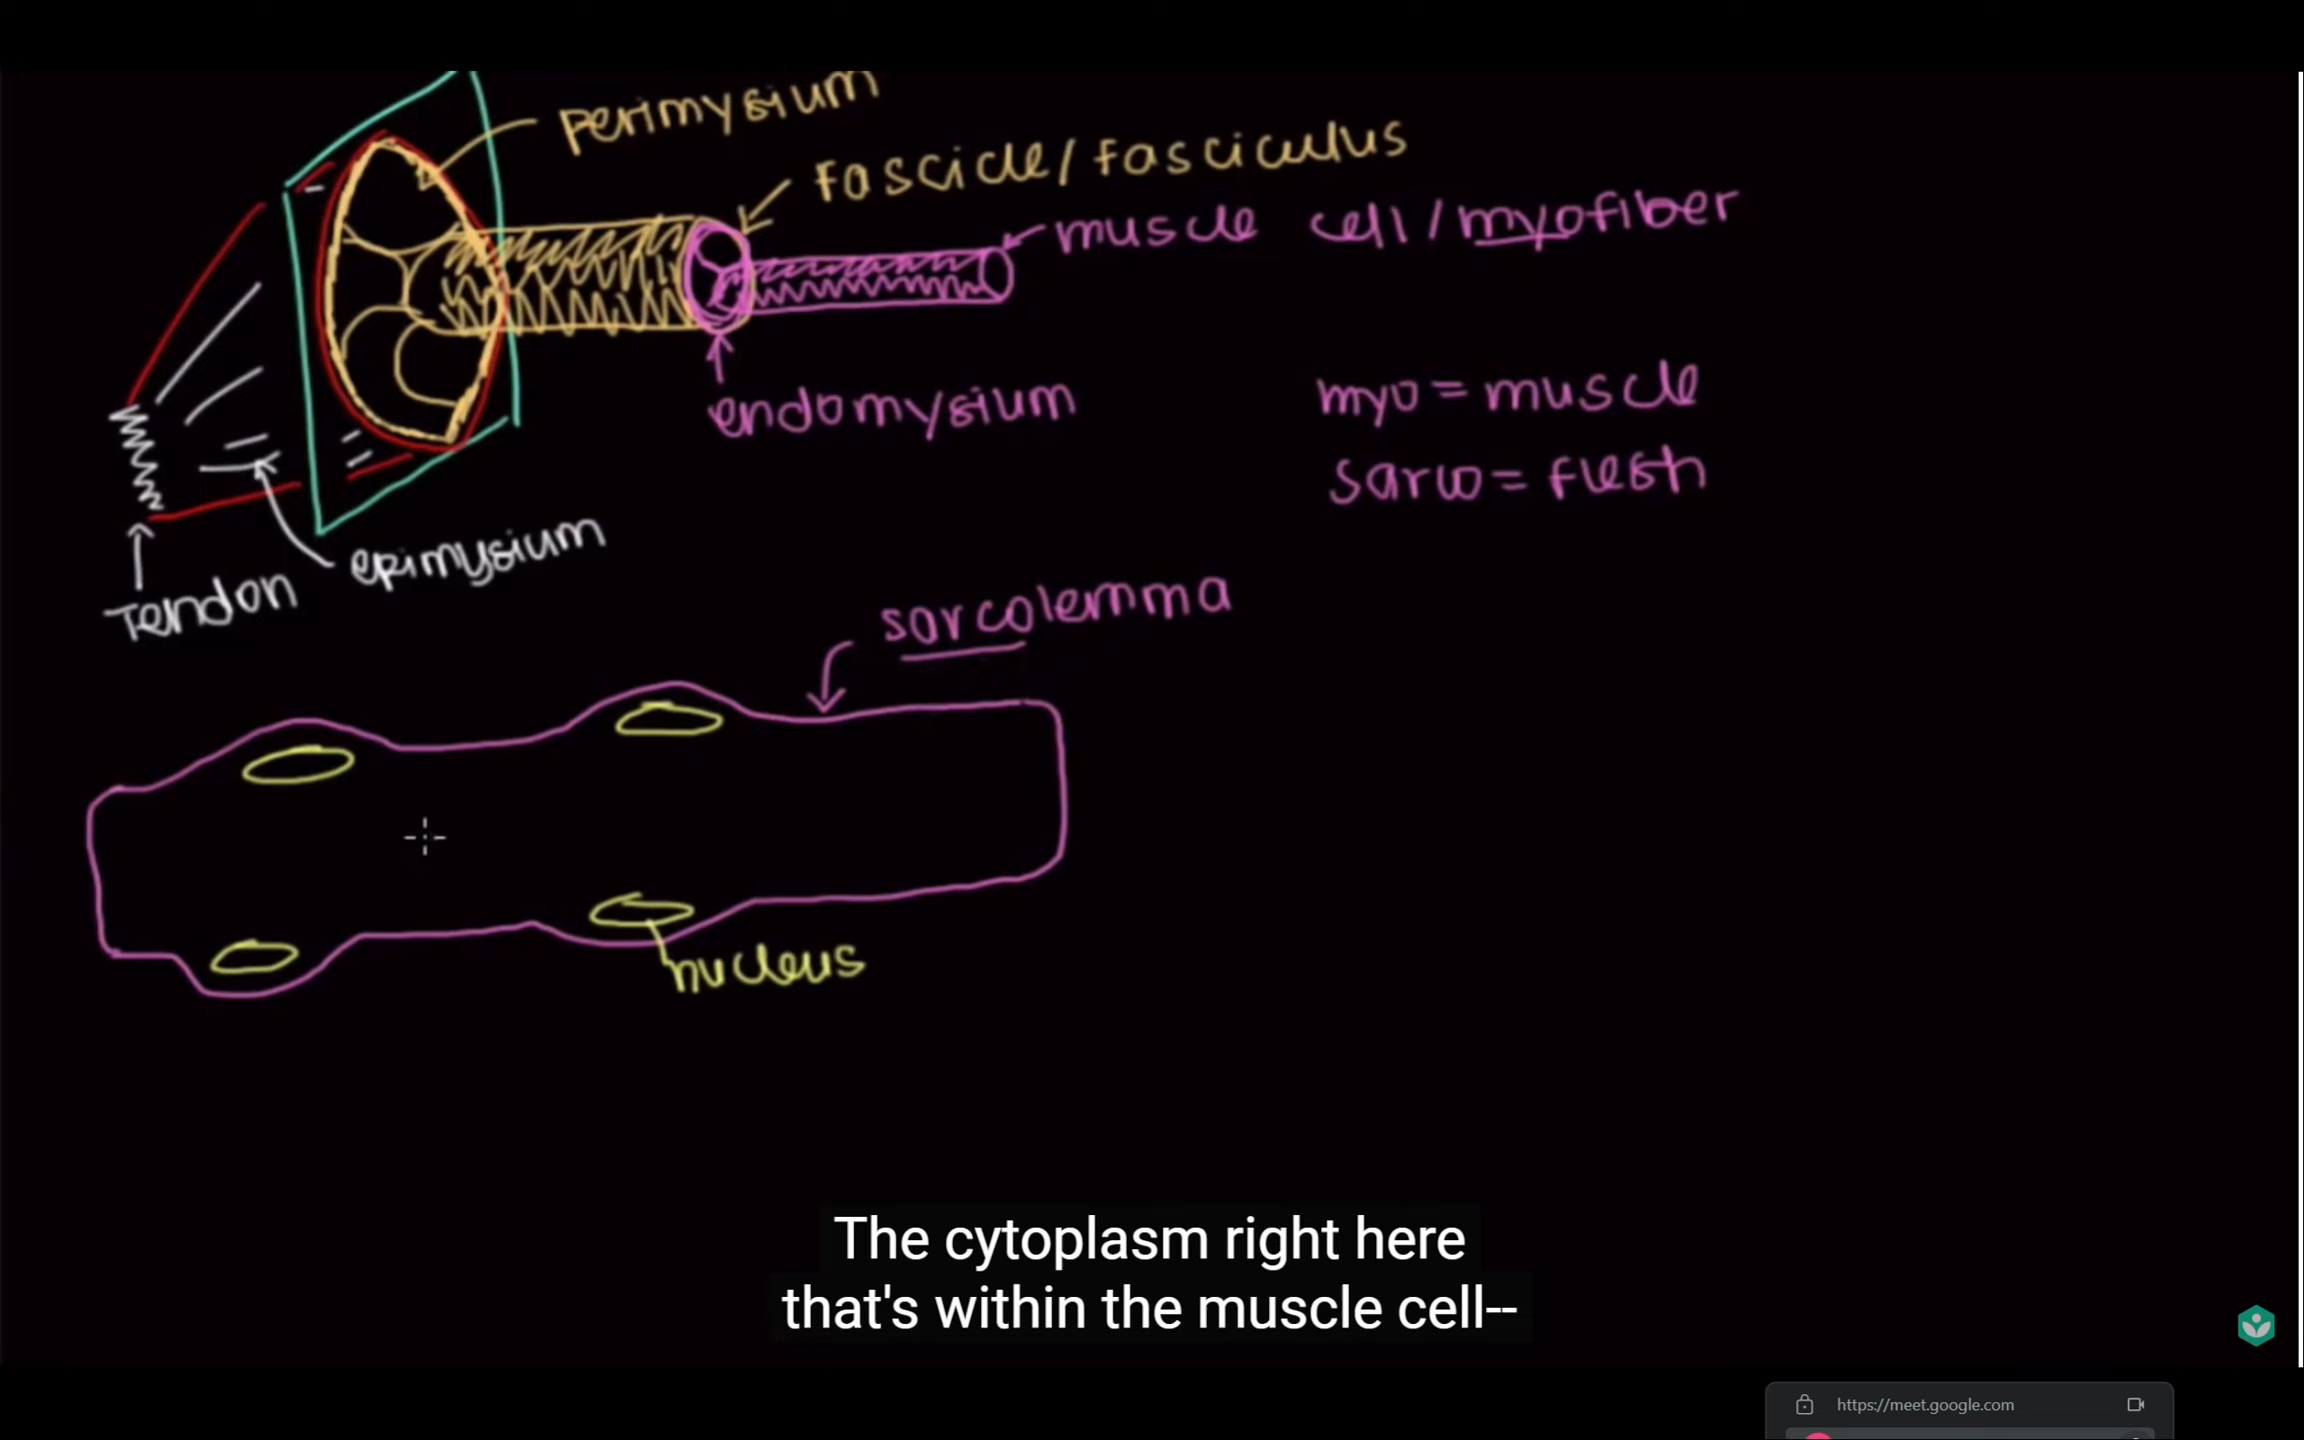 perimysium
fascicle/fasciculus
muscle cell/myofiber
endomysium
myo=muscle
sarco=flesh
epimysium
Tendon
sarcolemma
nucleus
The cytoplasm right here
that's within the muscle cell--
https://meet.google.com